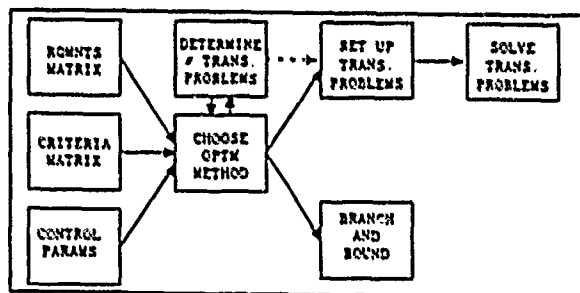 RQMNTS
MATRIX
DETERMINE
# TRANS.
PROBLEMS
SET UP
TRANS.
PROBLEMS
SOLVE
TRANS.
PROBLEMS
CRITERIA
MATRIX
CHOOSE
OPTM
METHOD
CONTROL
PARAMS
BRANCH
AND
BOUND